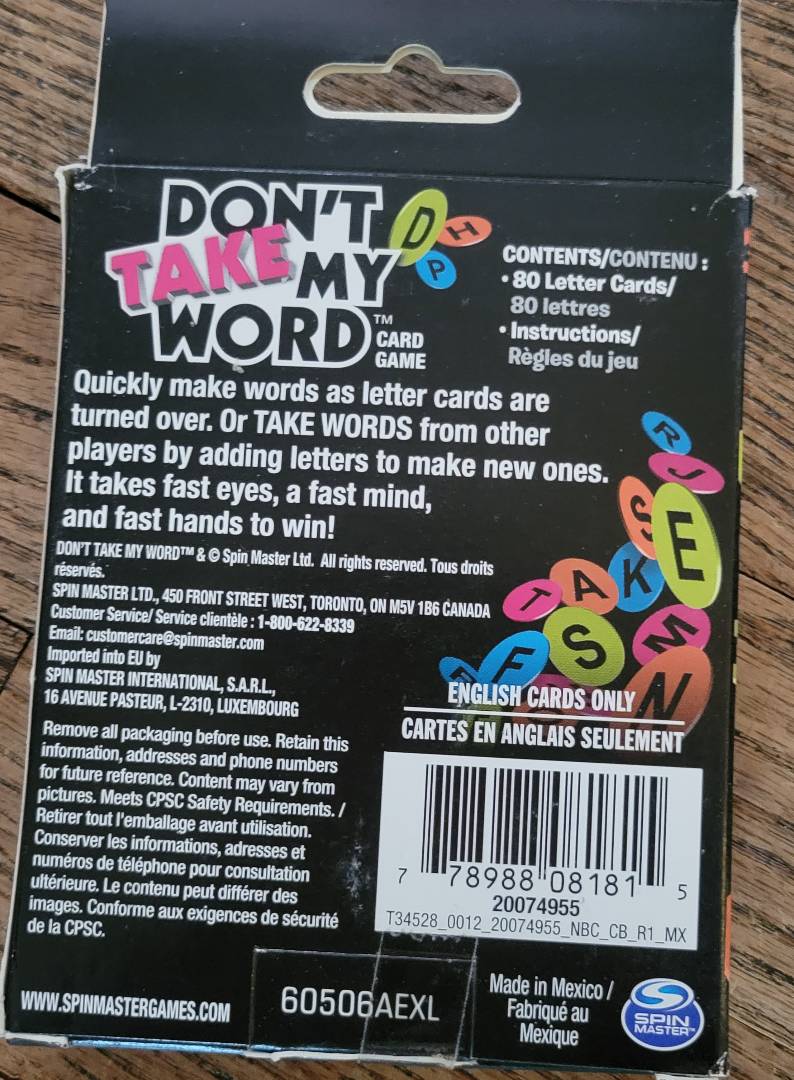 DON'T
TAKE MY
WORD™
CARD
GAME
D
H
P
CONTENTS/CONTENU :
• 80 Letter Cards/
80 lettres
• Instructions/
Règles du jeu
Quickly make words as letter cards are
turned over. Or TAKE WORDS from other
players by adding letters to make new ones.
It takes fast eyes, a fast mind,
and fast hands to win!
R
J
S
E
T A K
F S M
N
DON'T TAKE MY WORD™ & © Spin Master Ltd. All rights reserved. Tous droits
réservés.
SPIN MASTER LTD., 450 FRONT STREET WEST, TORONTO, ON M5V 1B6 CANADA
Customer Service/ Service clientèle : 1-800-622-8339
Email: customercare@spinmaster.com
Imported into EU by
SPIN MASTER INTERNATIONAL, S.A.R.L.,
16 AVENUE PASTEUR, L-2310, LUXEMBOURG
ENGLISH CARDS ONLY
CARTES EN ANGLAIS SEULEMENT
Remove all packaging before use. Retain this
information, addresses and phone numbers
for future reference. Content may vary from
pictures. Meets CPSC Safety Requirements. /
Retirer tout l'emballage avant utilisation.
Conserver les informations, adresses et
numéros de téléphone pour consultation
ultérieure. Le contenu peut différer des
images. Conforme aux exigences de sécurité
de la CPSC.
7 78988 08181 5
20074955
T34528_0012_20074955_NBC_CB_R1_MX
WWW.SPINMASTERGAMES.COM
60506AEXL
Made in Mexico /
Fabriqué au
Mexique
SPIN
MASTER™